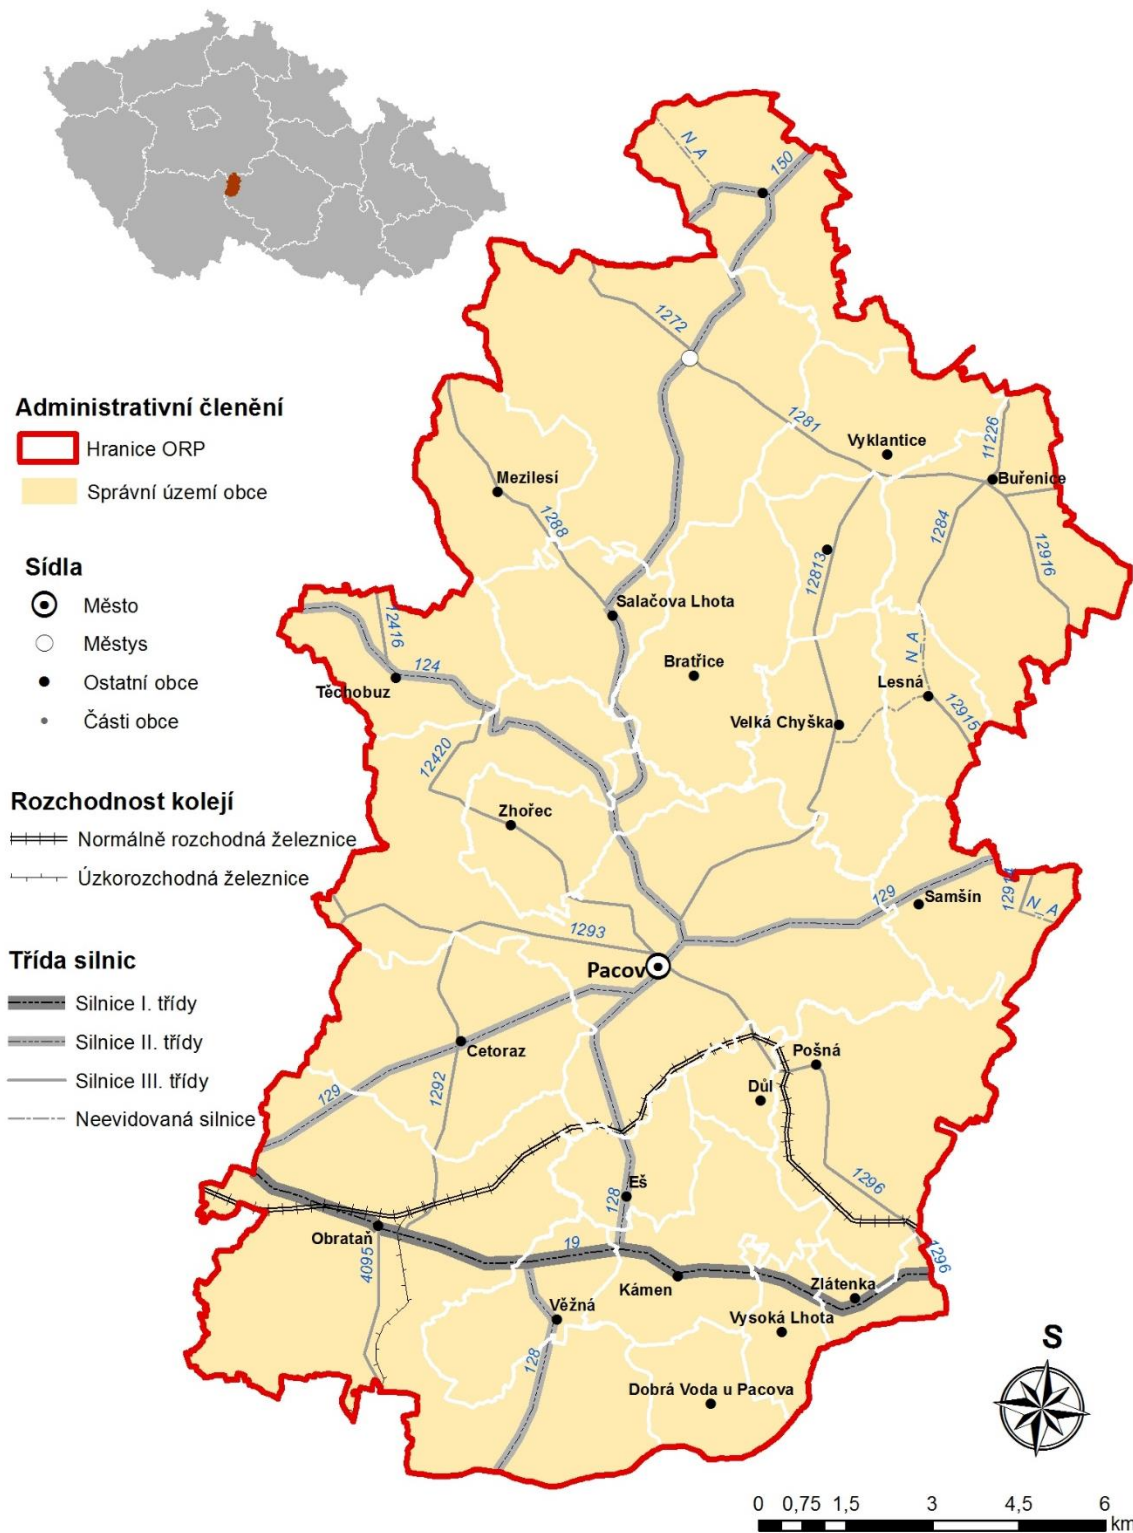 N_A
150
1272
1281
11226
Vyklantice
Buřenice
Mezilesí
1288
1284
12813
12916
Administrativní členění
Hranice ORP
Správní území obce
Sídla
Město
Městys
Ostatní obce
Části obce
Salačova Lhota
12416
Bratřice
N_A
124
Těchobuz
Lesná
Velká Chyška
12915
12420
Zhořec
Rozchodnost kolejí
Normálně rozchodná železnice
Úzkorozchodná železnice
129
Samšín
12914
N_A
1293
Pacov
Třída silnic
Silnice I. třídy
Silnice II. třídy
Silnice III. třídy
Neevidovaná silnice
Cetoraz
Pošná
Důl
129
1292
1296
Eš
128
Obrataň
19
1296
4095
Kámen
Zlátenka
Věžná
Vysoká Lhota
128
Dobrá Voda u Pacova
S
0 0,75 1,5 3 4,5 6
km